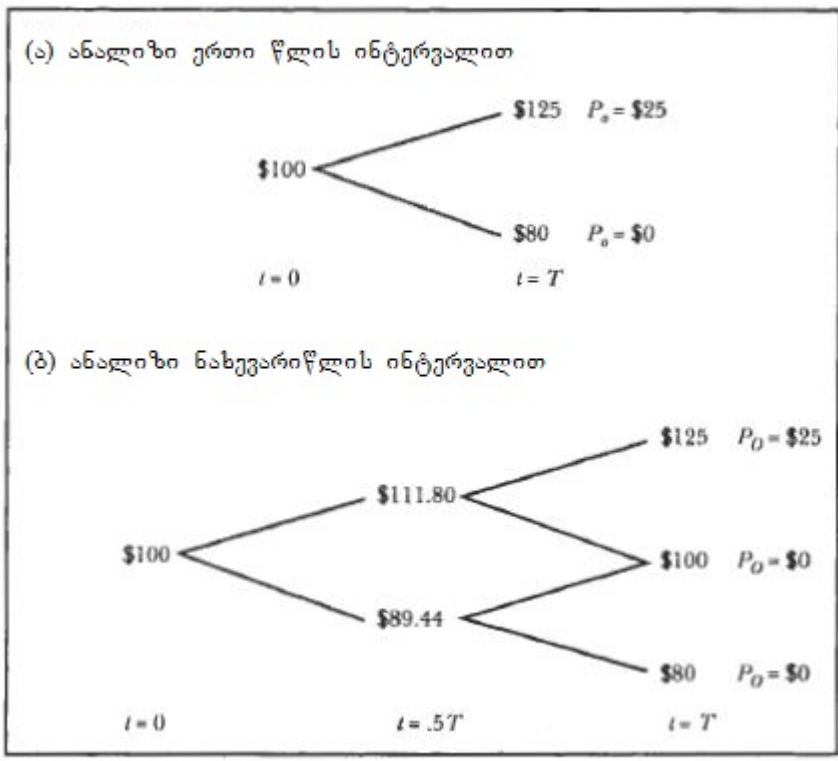 (ა) ანალიზი ერთი წლის ინტერვალით
$125 Pₒ = $25
$100
$80 Pₒ = $0
t = 0 t = T
(ბ) ანალიზი ნახევარიწლის ინტერვალით
$125 P_O = $25
$111.80
$100 $100 P_O = $0
$89.44
$80 P_O = $0
t = 0 t = .5T t = T